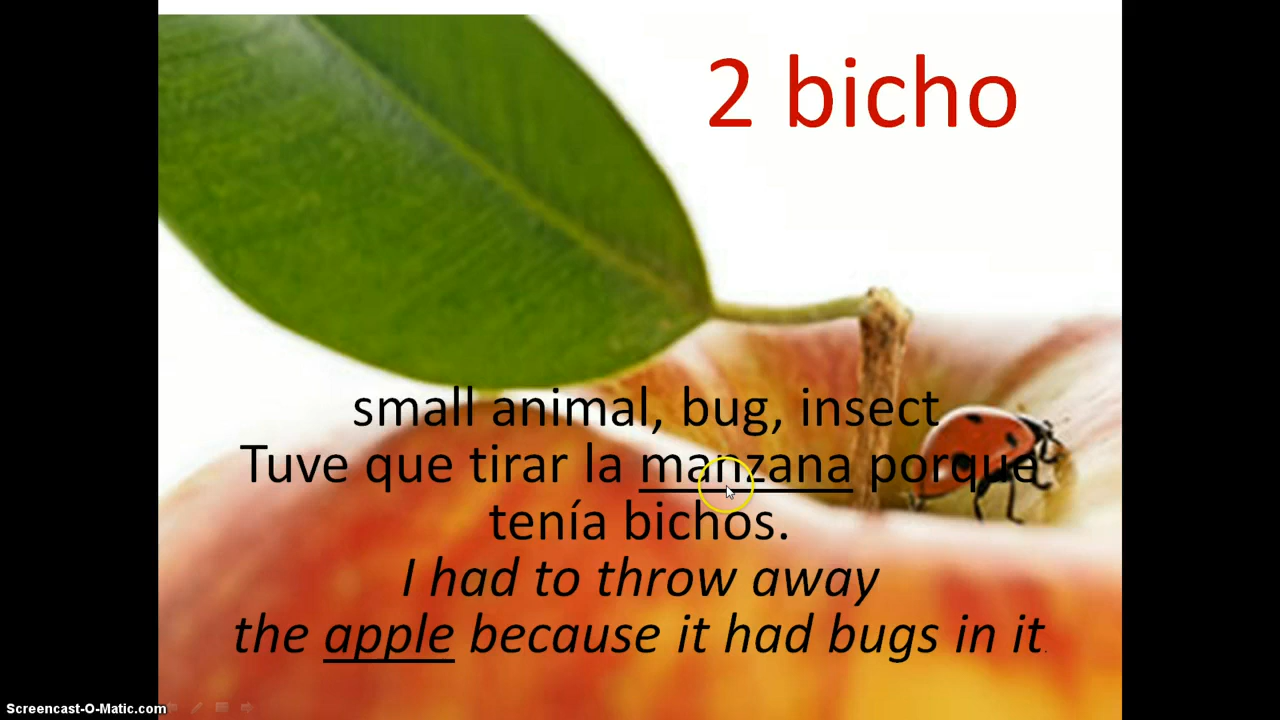 2 bicho
small animal, bug, insect
Tuve que tirar la manzana porque
tenía bichos.
I had to throw away
the apple because it had bugs in it.
Screencast-O-Matic.com